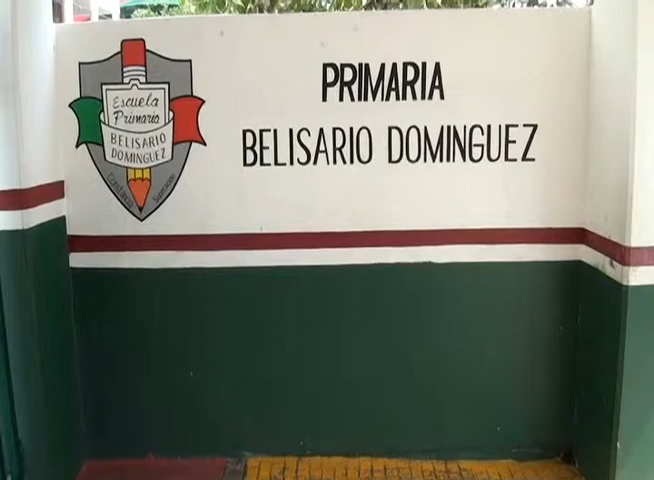 Escuela
Primaria
BELISARIO
DOMINGUEZ
PRIMARIA
BELISARIO DOMINGUEZ